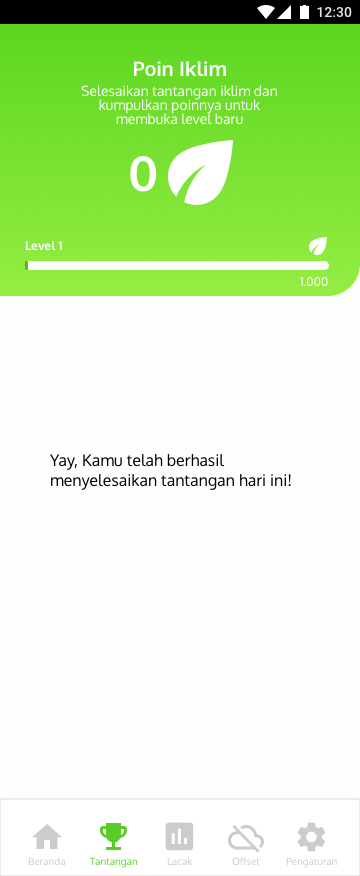 12:30
Poin Iklim
Selesaikan tantangan iklim dan
kumpulkan poinnya untuk
membuka level baru
0
Level 1
1.000
Yay, Kamu telah berhasil
menyelesaikan tantangan hari ini!
Beranda
Tantangan
Lacak
Offset
Pengaturan